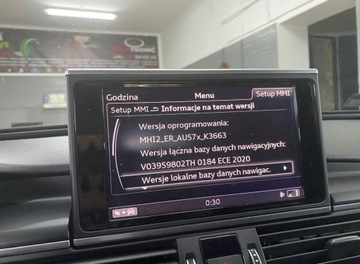 TRONIC
Godzina Menu Setup MMI
Setup MMI Informacje na temat wersji
Wersja oprogramowania:
MHI2_ER_AU57x_K3663
Wersja łączna bazy danych nawigacyjnych:
V03959802TH 0184 ECE 2020
Wersje lokalne bazy danych nawigac.
0:30